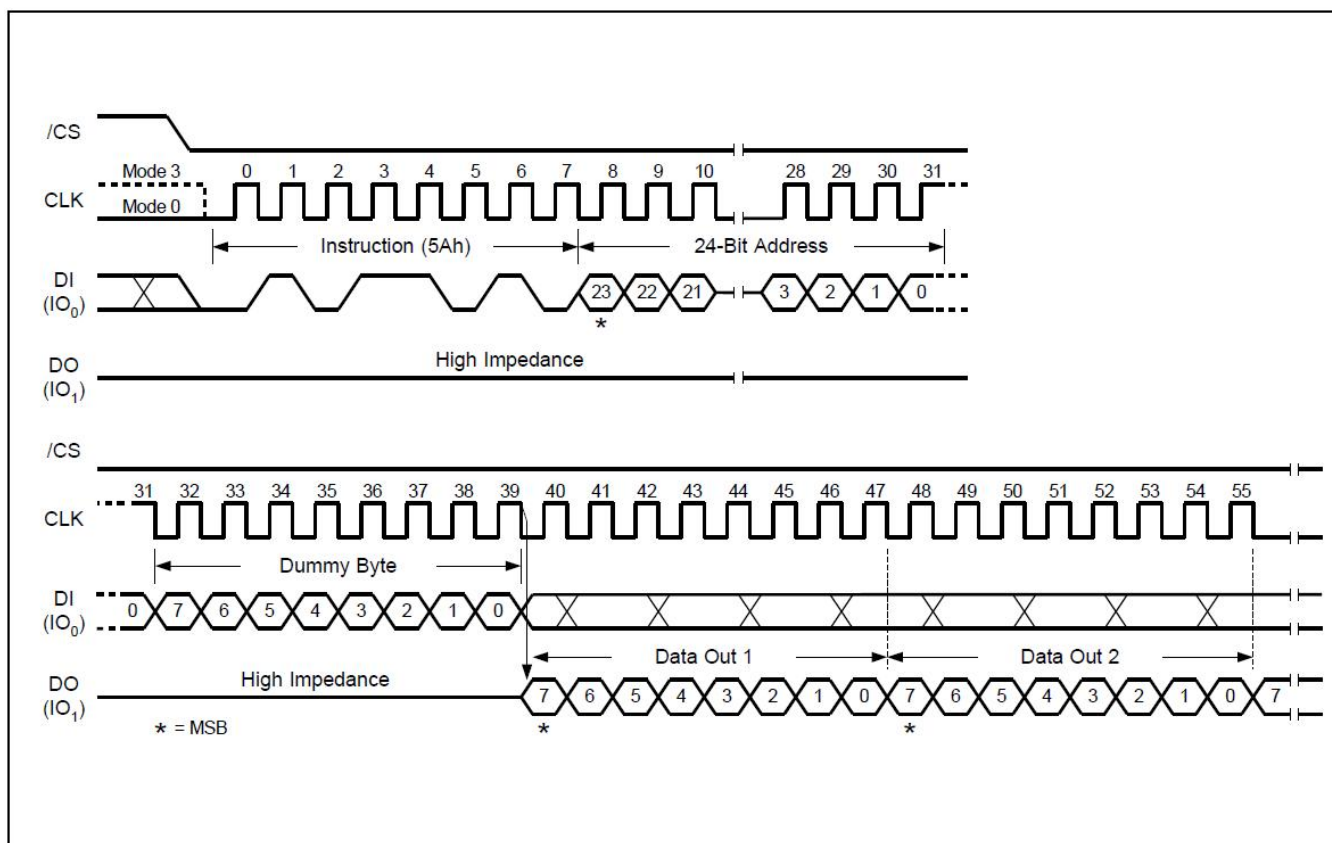 /CS
Mode 3 0 1 2 3 4 5 6 7 8 9 10 28 29 30 31
CLK
Mode 0
Instruction (5Ah) 24-Bit Address
DI
(IO0) 23 22 21 3 2 1 0
*
High Impedance
DO
(IO1)
/CS
31 32 33 34 35 36 37 38 39 40 41 42 43 44 45 46 47 48 49 50 51 52 53 54 55
CLK
Dummy Byte
DI
(IO0) 0 7 6 5 4 3 2 1 0
Data Out 1 Data Out 2
High Impedance
DO
(IO1) 7 6 5 4 3 2 1 0 7 6 5 4 3 2 1 0 7
* = MSB * *